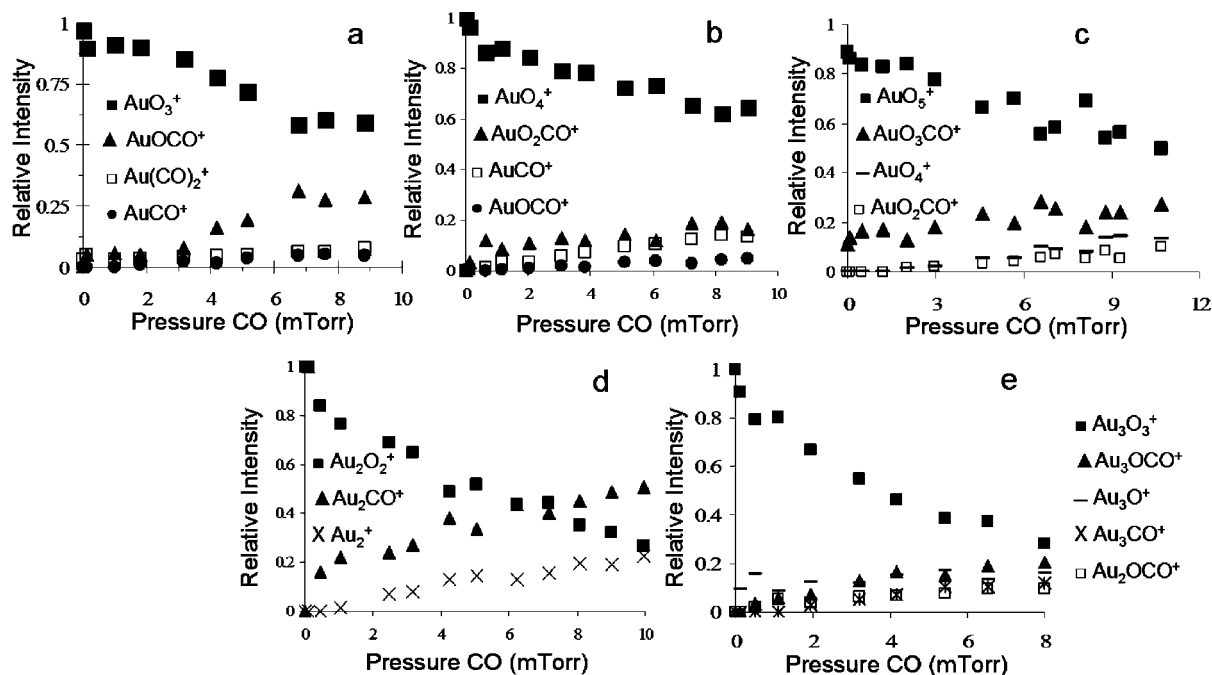 a
1
0.75
0.5
0.25
0
Relative Intensity
AuO₃⁺
AuOCO⁺
Au(CO)₂⁺
AuCO⁺
0 2 4 6 8 10
Pressure CO (mTorr)
b
1
0.8
0.6
0.4
0.2
0
Relative Intensity
AuO₄⁺
AuO₂CO⁺
AuCO⁺
AuOCO⁺
0 2 4 6 8 10
Pressure CO (mTorr)
c
1
0.8
0.6
0.4
0.2
0
Relative Intensity
AuO₅⁺
AuO₃CO⁺
AuO₄⁺
AuO₂CO⁺
0 3 6 9 12
Pressure CO (mTorr)
d
1
0.8
0.6
0.4
0.2
0
Relative Intensity
Au₂O₂⁺
Au₂CO⁺
Au₂⁺
0 2 4 6 8 10
Pressure CO (mTorr)
e
1
0.8
0.6
0.4
0.2
0
Relative Intensity
0 2 4 6 8
Pressure CO (mTorr)
Au₃O₃⁺
Au₃OCO⁺
Au₃O⁺
Au₃CO⁺
Au₂OCO⁺